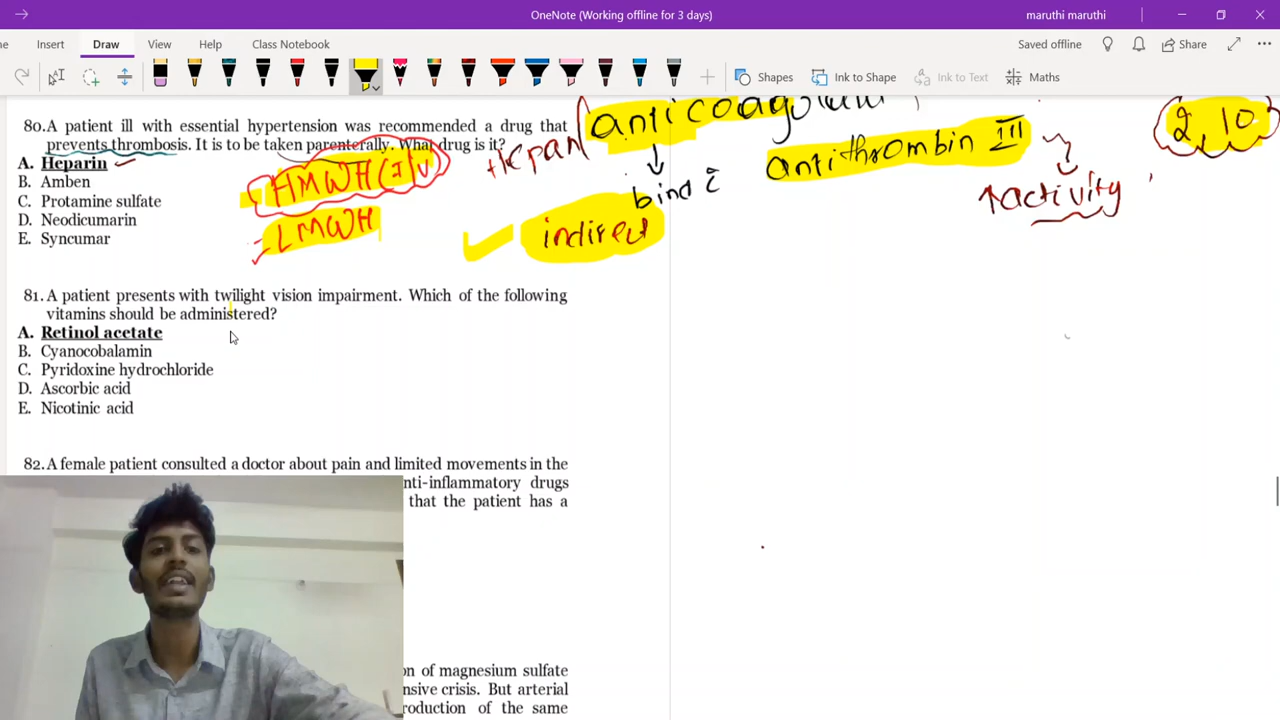 OneNote (Working offline for 3 days)
maruthi maruthi
Insert
Draw
View
Help
Class Notebook
Saved offline
Share
Shapes
Ink to Shape
Ink to Text
Maths
80. A patient ill with essential hypertension was recommended a drug that
prevents thrombosis. It is to be taken parenterally. What drug is it?
A. Heparin
B. Amben
C. Protamine sulfate
D. Neodicumarin
E. Syncumar
HMWH (I/V)
LMWH
Hepan
bind
indirect
antithrombin III
↑activity
2, 10
81. A patient presents with twilight vision impairment. Which of the following
vitamins should be administered?
A. Retinol acetate
B. Cyanocobalamin
C. Pyridoxine hydrochloride
D. Ascorbic acid
E. Nicotinic acid
82. A female patient consulted a doctor about pain and limited movements in the
nti-inflammatory drugs
that the patient has a
on of magnesium sulfate
nsive crisis. But arterial
roduction of the same